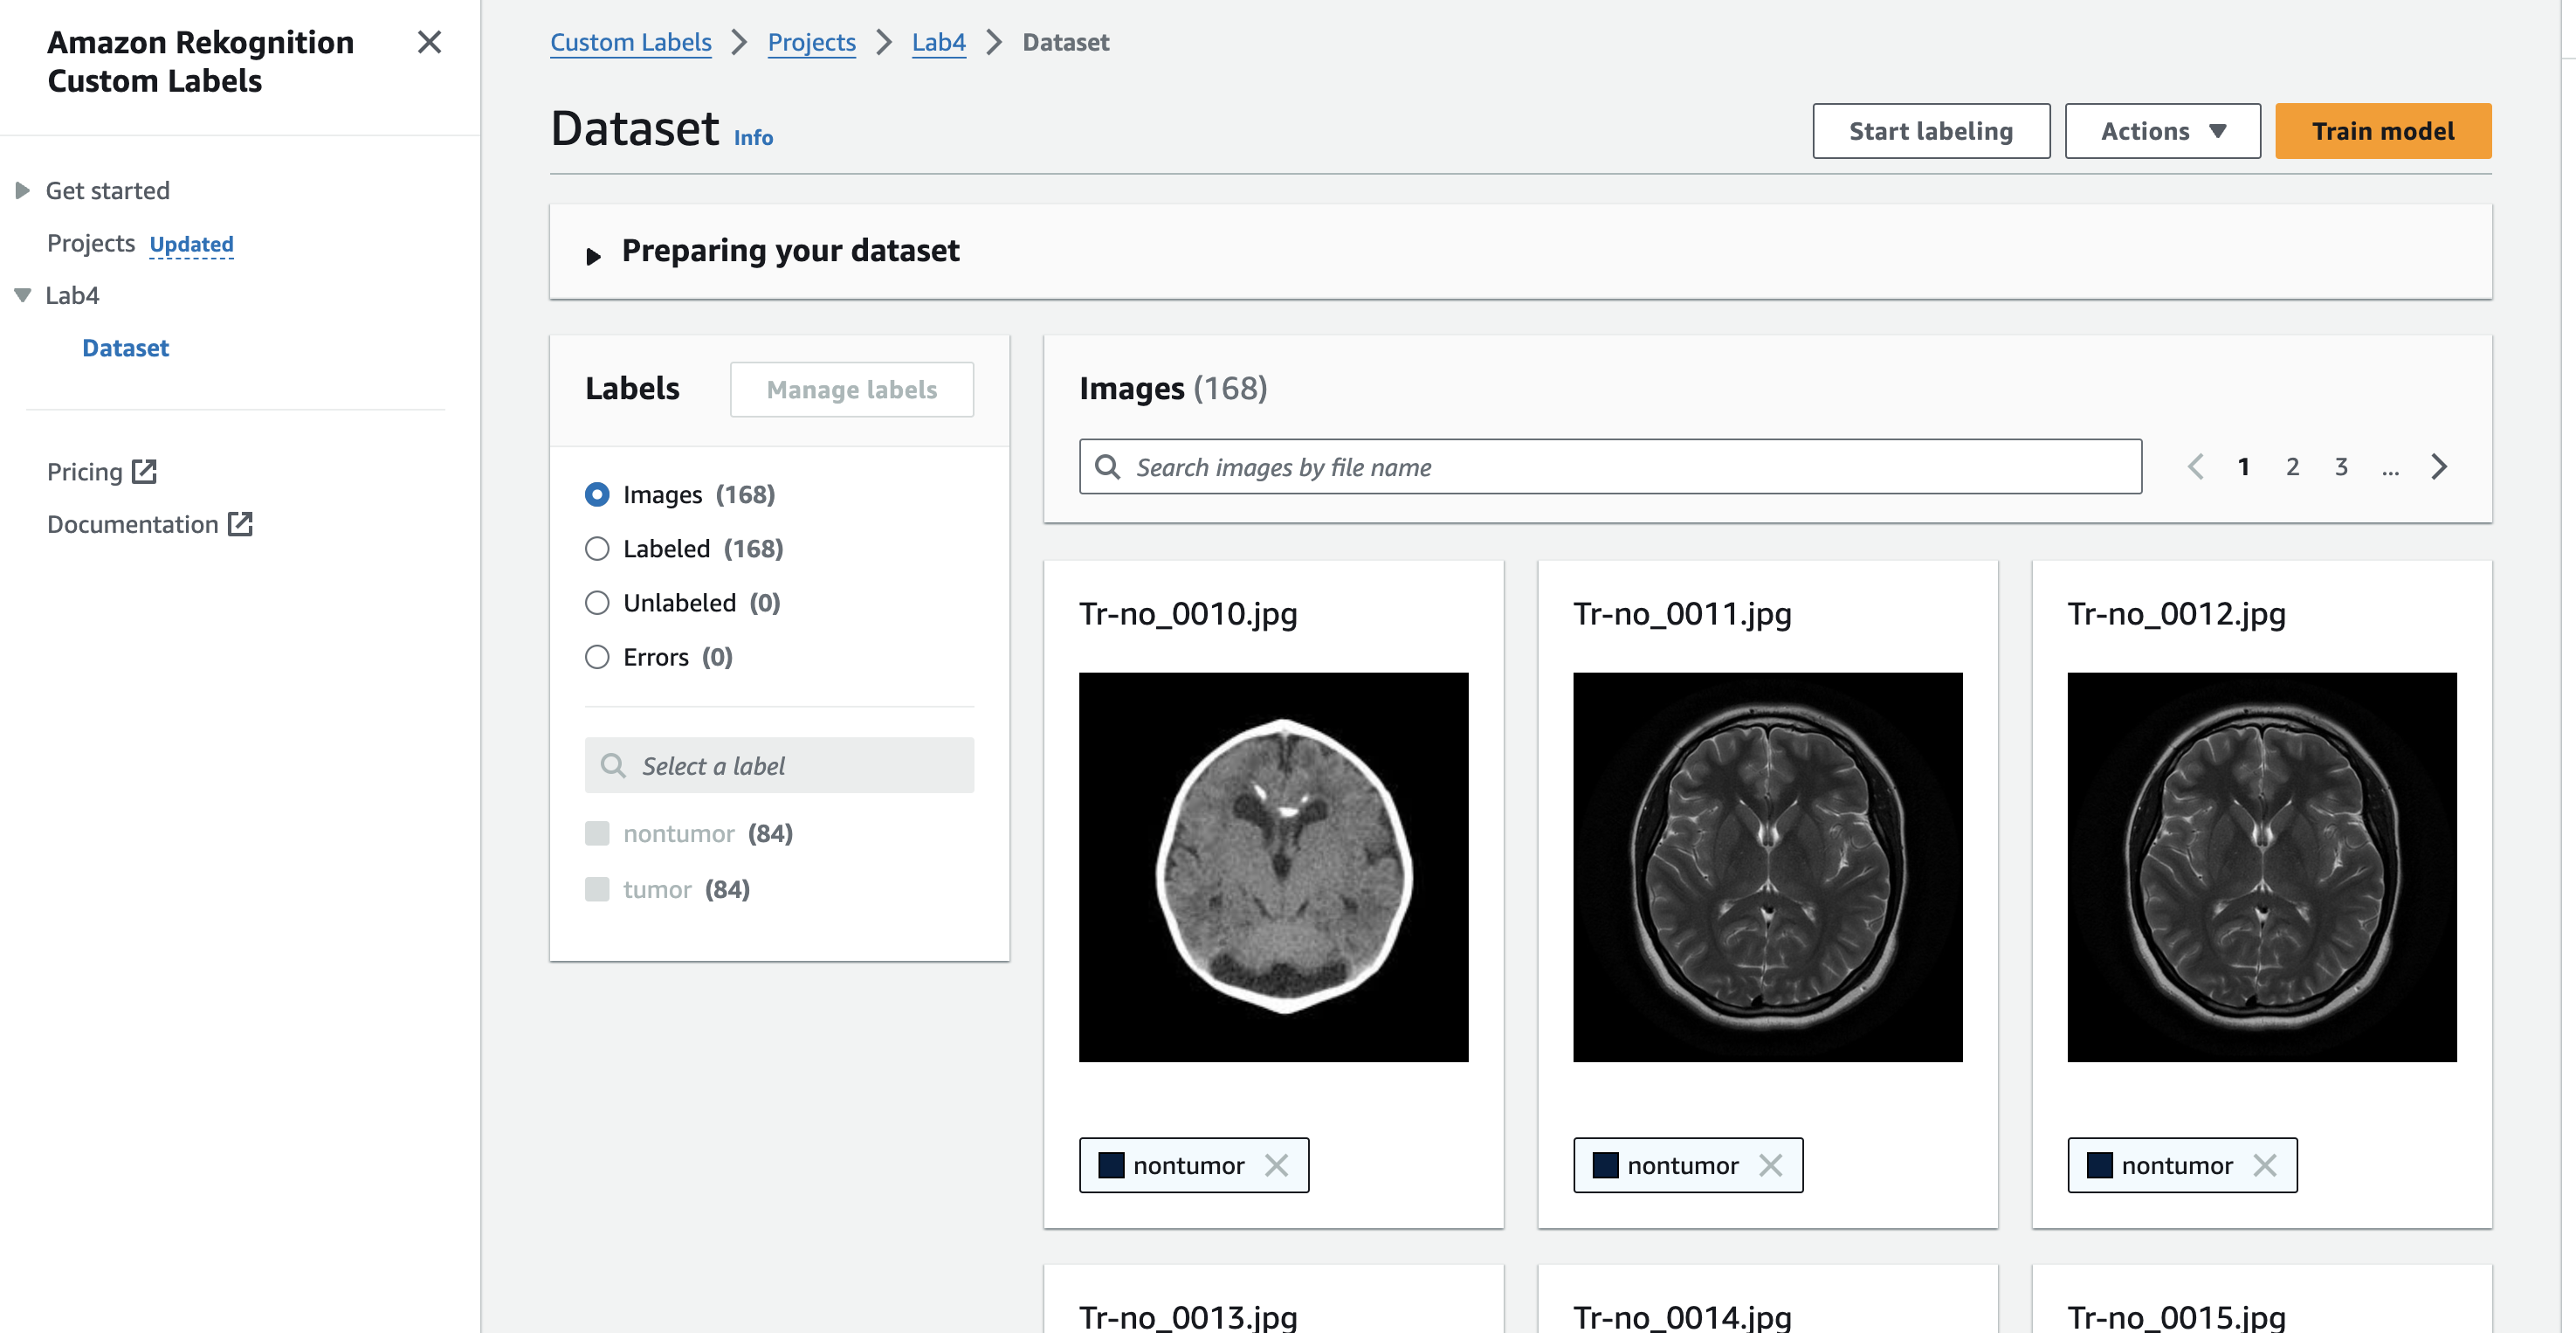 Amazon Rekognition
Custom Labels
Get started
Projects Updated
Lab4
Dataset
Pricing
Documentation
Custom Labels > Projects > Lab4 > Dataset
Dataset Info
Start labeling
Actions
Train model
Preparing your dataset
Labels
Manage labels
Images (168)
Labeled (168)
Unlabeled (0)
Errors (0)
Select a label
nontumor (84)
tumor (84)
Images (168)
Search images by file name
1 2 3 ...
Tr-no_0010.jpg
nontumor
Tr-no_0011.jpg
nontumor
Tr-no_0012.jpg
nontumor
Tr-no_0013.jpg
Tr-no_0014.jpg
Tr-no_0015.jpg